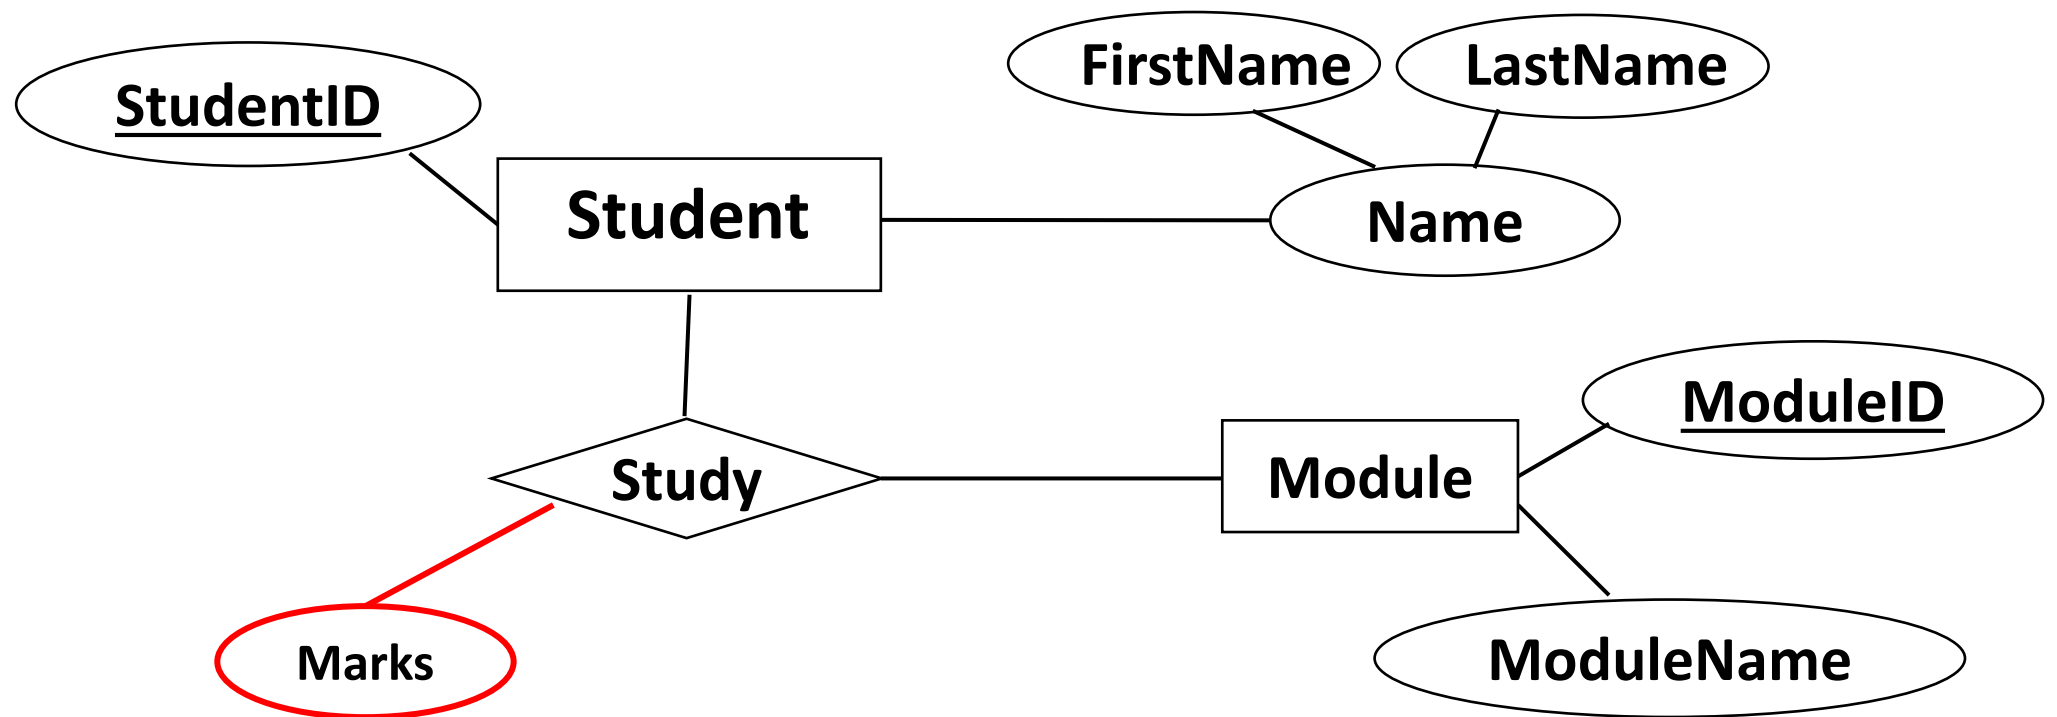 FirstName
LastName
StudentID
Student
Name
ModuleID
Study
Module
Marks
ModuleName